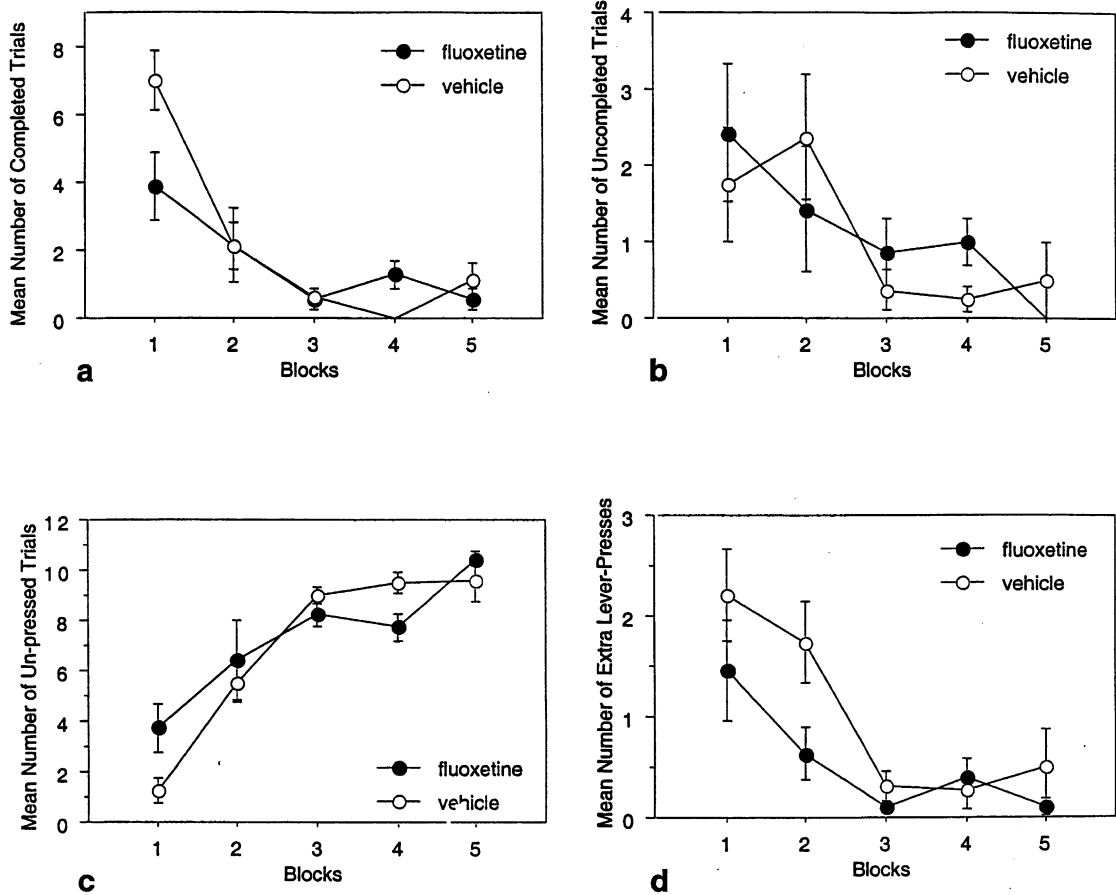 Mean Number of Completed Trials
8
6
4
2
0
fluoxetine
vehicle
1 2 3 4 5
Blocks
a
Mean Number of Uncompleted Trials
4
3
2
1
0
fluoxetine
vehicle
1 2 3 4 5
Blocks
b
Mean Number of Un-pressed Trials
12
10
8
6
4
2
0
fluoxetine
vehicle
1 2 3 4 5
Blocks
c
Mean Number of Extra Lever-Presses
3
2
1
0
fluoxetine
vehicle
1 2 3 4 5
Blocks
d